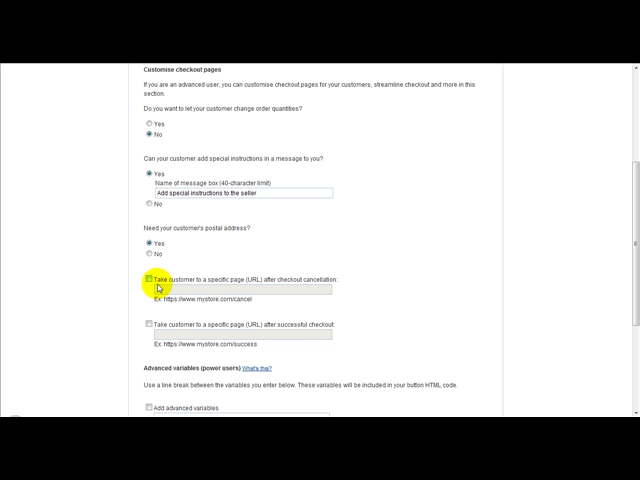 Customise checkout pages
If you are an advanced user, you can customise checkout pages for your customers, streamline checkout and more in this
section.
Do you want to let your customer change order quantities?
Yes
No
Can your customer add special instructions in a message to you?
Yes
Name of message box (40-character limit)
Add special instructions to the seller
No
Need your customer's postal address?
Yes
No
Take customer to a specific page (URL) after checkout cancellation:
Ex: https://www.mystore.com/cancel
Take customer to a specific page (URL) after successful checkout:
Ex: https://www.mystore.com/success
Advanced variables (power users) What's this?
Use a line break between the variables you enter below. These variables will be included in your button HTML code.
Add advanced variables